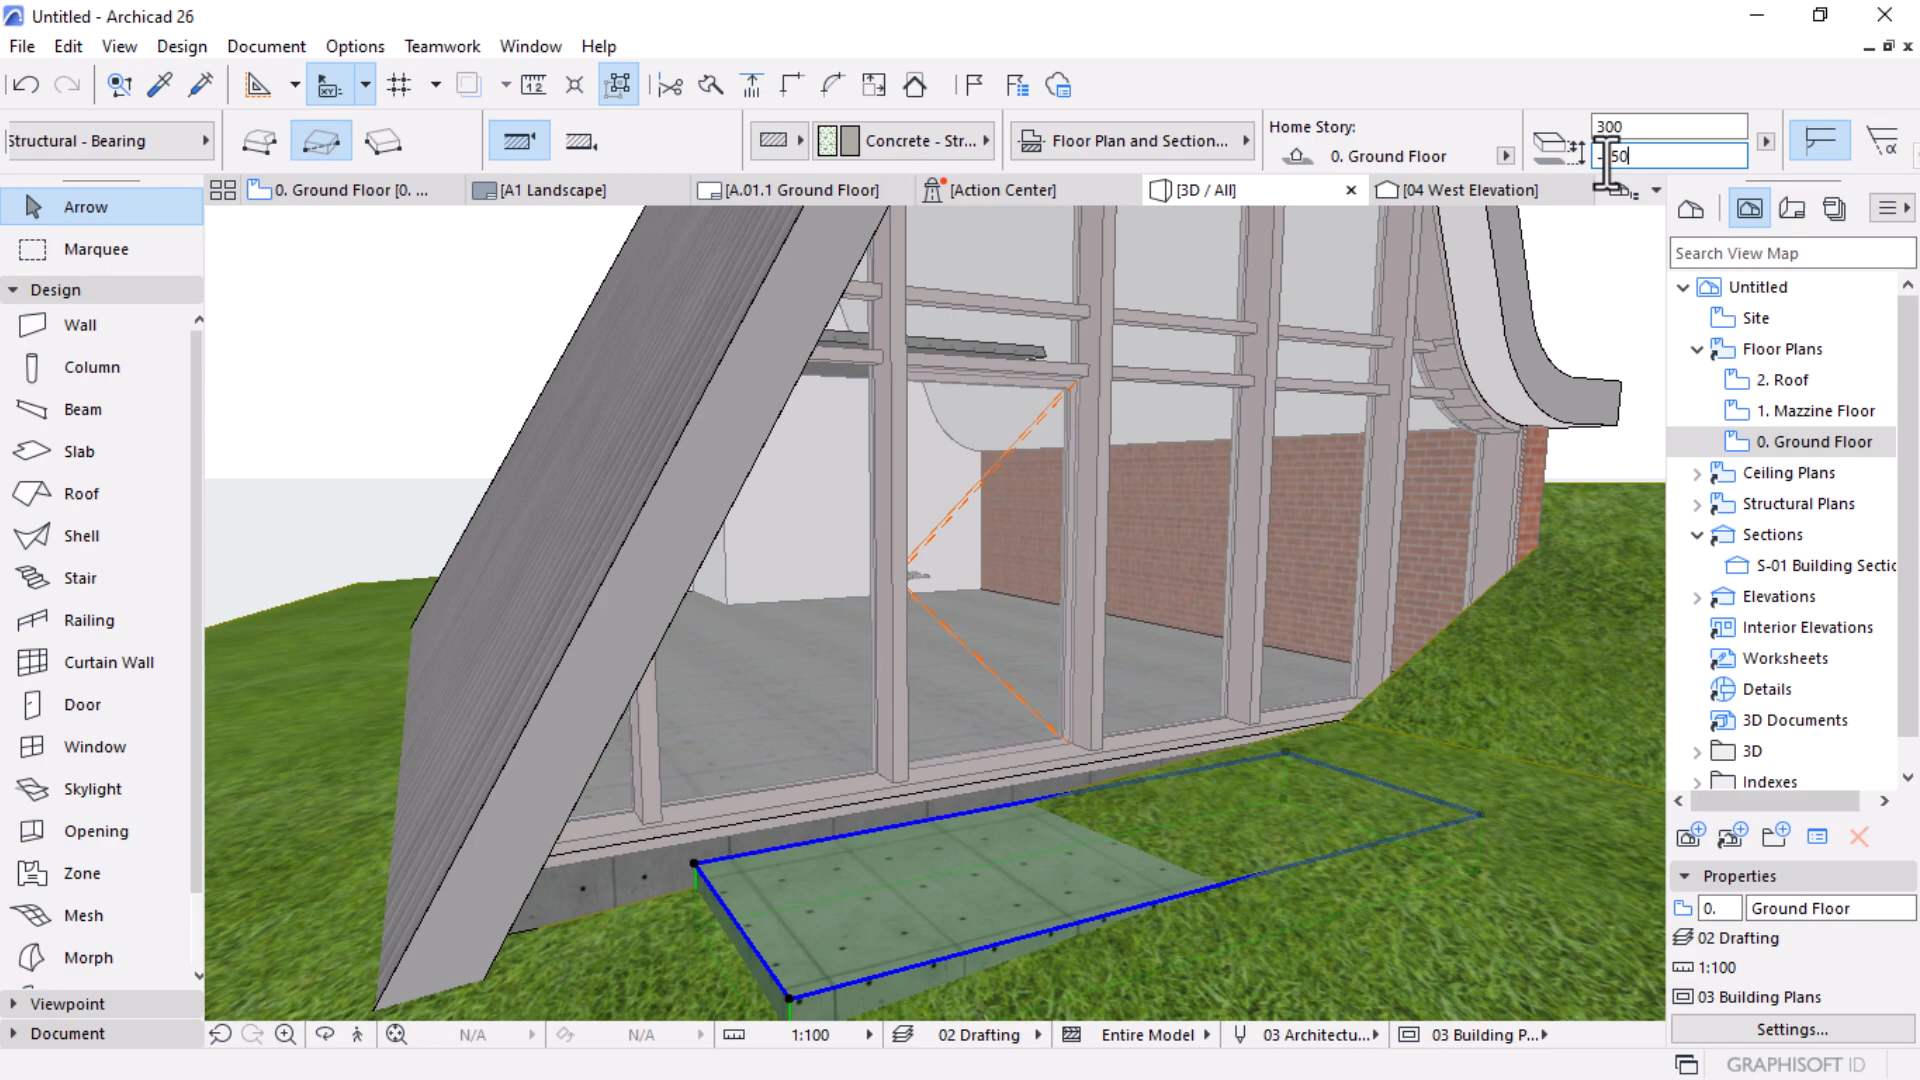 Untitled - Archicad 26
File Edit View Design Document Options Teamwork Window Help
Structural - Bearing
Concrete - Str...
Floor Plan and Section...
Home Story:
0. Ground Floor
300
50
0. Ground Floor [0. ...
[A1 Landscape]
[A.01.1 Ground Floor]
[Action Center]
[3D / All]
[04 West Elevation]
Arrow
Marquee
Design
Wall
Column
Beam
Slab
Roof
Shell
Stair
Railing
Curtain Wall
Door
Window
Skylight
Opening
Zone
Mesh
Morph
Viewpoint
Document
Search View Map
Untitled
Site
Floor Plans
2. Roof
1. Mazzine Floor
0. Ground Floor
Ceiling Plans
Structural Plans
Sections
S-01 Building Sectic
Elevations
Interior Elevations
Worksheets
Details
3D Documents
3D
Indexes
Properties
0. Ground Floor
02 Drafting
1:100
03 Building Plans
Settings...
N/A N/A 1:100 02 Drafting Entire Model 03 Architectu... 03 Building P...
GRAPHISOFT ID